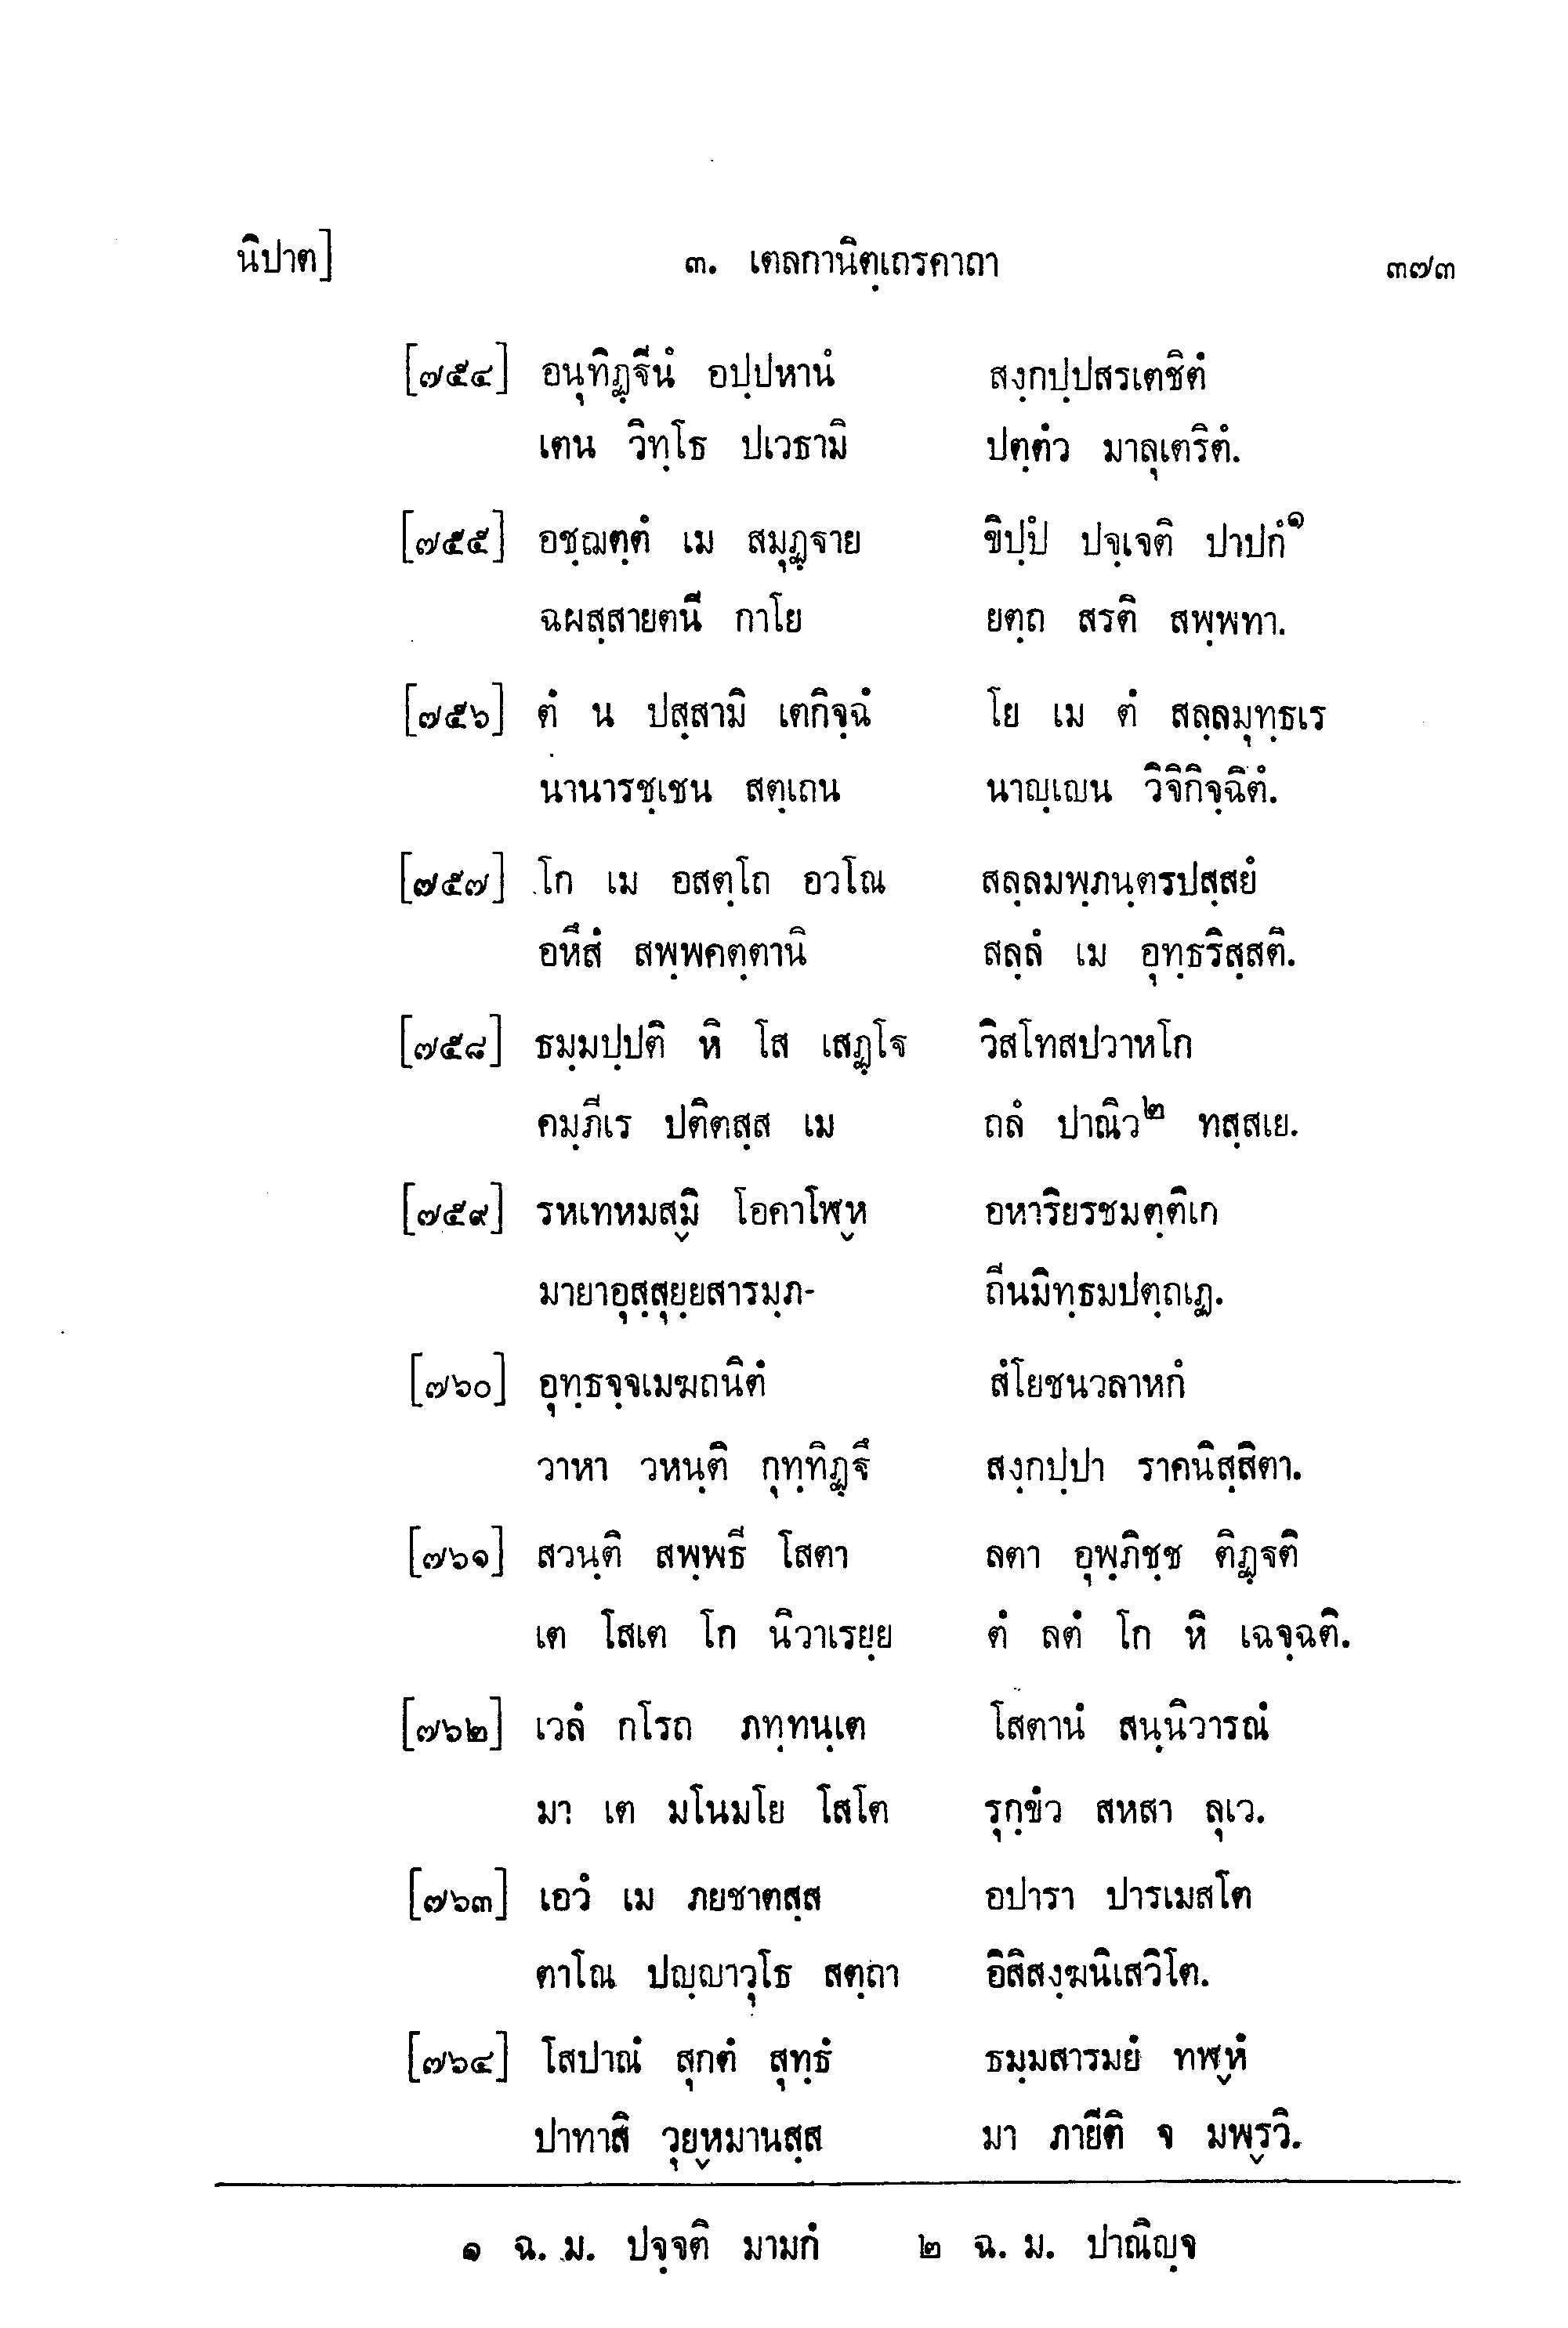 นิปาต] ๓. เตลกานิตฺเถรคาถา ๓๗๓
[๗๕๔] อนุทิฏฺฐีนํ อปฺปหานํ สงฺกปฺปสรเตชิตํ
เตน วิทฺโธ ปเวธามิ ปตฺตํว มาลุเตริตํ.
[๗๕๕] อชฺฌตฺตํ เม สมุฏฺฐาย ขิปฺปํ ปจฺเจติ ปาปกํ๑
ฉผสฺสายตนี กาโย ยตฺถ สรติ สพฺพทา.
[๗๕๖] ตํ น ปสฺสามิ เตกิจฺฉํ โย เม ตํ สลฺลมุทฺธเร
นานารชฺเชน สตฺเถน นาญฺเญน วิจิกิจฺฉิตํ.
[๗๕๗] โก เม อสตฺโถ อวโณ สลฺลมพฺภนฺตรปสฺสยํ
อหึสํ สพฺพคตฺตานิ สลฺลํ เม อุทฺธริสฺสติ.
[๗๕๘] ธมฺมปฺปติ หิ โส เสฏฺโฐ วิสโทสปวาหโก
คมฺภีเร ปติตสฺส เม ถลํ ปาณิว๒ ทสฺสเย.
[๗๕๙] รหเทหมสฺมิ โอคาโฬฺห อหาริยรชมตฺติเก
มายาอุสฺสุยฺยสารมฺภ- ถีนมิทฺธมปตฺถเฏ.
[๗๖๐] อุทฺธจฺจเมฆถนิตํ สํโยชนวลาหกํ
วาหา วหนฺติ กุทฺทิฏฺฐึ สงฺกปฺปา ราคนิสฺสิตา.
[๗๖๑] สวนฺติ สพฺพธี โสตา ลตา อุพฺภิชฺช ติฏฺฐติ
เต โสเต โก นิวาเรยฺย ตํ ลตํ โก หิ เฉจฺฉติ.
[๗๖๒] เวลํ กโรถ ภทฺทนฺเต โสตานํ สนฺนิวารณํ
มา เต มโนมโย โสโต รุกฺขํว สหสา ลุเว.
[๗๖๓] เอวํ เม ภยชาตสฺส อปารา ปารเมสโต
ตาโณ ปญฺญาวุโธ สตฺถา อิสิสงฺฆนิเสวิโต.
[๗๖๔] โสปาณํ สุกตํ สุทฺธํ ธมฺมสารมยํ ทฬฺหํ
ปาทาสิ วุยฺหมานสฺส มา ภายีติ จ มพฺรวิ.
๑ ฉ. ม. ปจฺจติ มามกํ ๒ ฉ. ม. ปาณิญฺจ